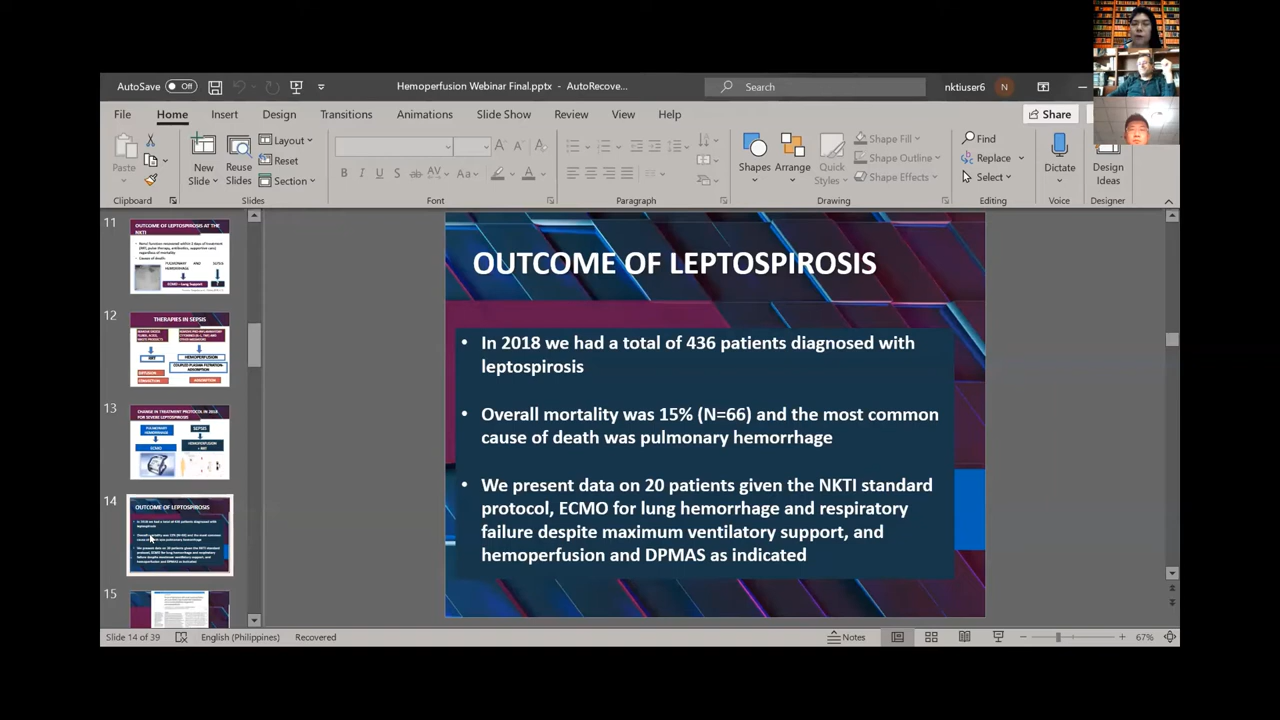 AutoSave Off
Hemoperfusion Webinar Final.pptx - AutoRecove...
Search
nktiuser6 N
File Home Insert Design Transitions Animations Slide Show Review View Help
Share
Paste
New Slide
Reuse Slides
Layout
Reset
Section
Shapes
Arrange
Quick Styles
Shape Fill
Shape Outline
Shape Effects
Find
Replace
Select
Dictate
Design Ideas
Clipboard Font Paragraph Drawing Editing Voice Designer
11
OUTCOME OF LEPTOSPIROSIS AT THE
NKTI
12
THERAPIES IN SEPSIS
HEMOPERFUSION
13
CHANGE IN TREATMENT PROTOCOL IN 2018
FOR SEVERE LEPTOSPIROSIS
PULMONARY
HEMORRHAGE
SEPSIS
ECMO
14
OUTCOME OF LEPTOSPIROSIS
15
OUTCOME OF LEPTOSPIROSIS
• In 2018 we had a total of 436 patients diagnosed with
leptospirosis
• Overall mortality was 15% (N=66) and the most common
cause of death was pulmonary hemorrhage
• We present data on 20 patients given the NKTI standard
protocol, ECMO for lung hemorrhage and respiratory
failure despite maximum ventilatory support, and
hemoperfusion and DPMAS as indicated
Slide 14 of 39 English (Philippines) Recovered
Notes
67%